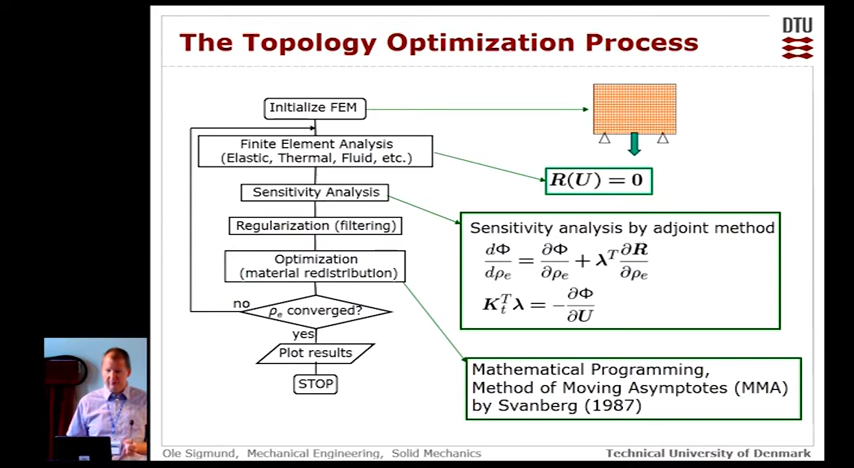 DTU
The Topology Optimization Process
Initialize FEM
Finite Element Analysis
(Elastic, Thermal, Fluid, etc.)
R(U) = 0
Sensitivity Analysis
Regularization (filtering)
Sensitivity analysis by adjoint method
dΦ/dρₑ = ∂Φ/∂ρₑ + λᵀ ∂R/∂ρₑ
Kₜᵀλ = −∂Φ/∂U
Optimization
(material redistribution)
no
ρₑ converged?
yes
Plot results
STOP
Mathematical Programming,
Method of Moving Asymptotes (MMA)
by Svanberg (1987)
Ole Sigmund, Mechanical Engineering, Solid Mechanics
Technical University of Denmark